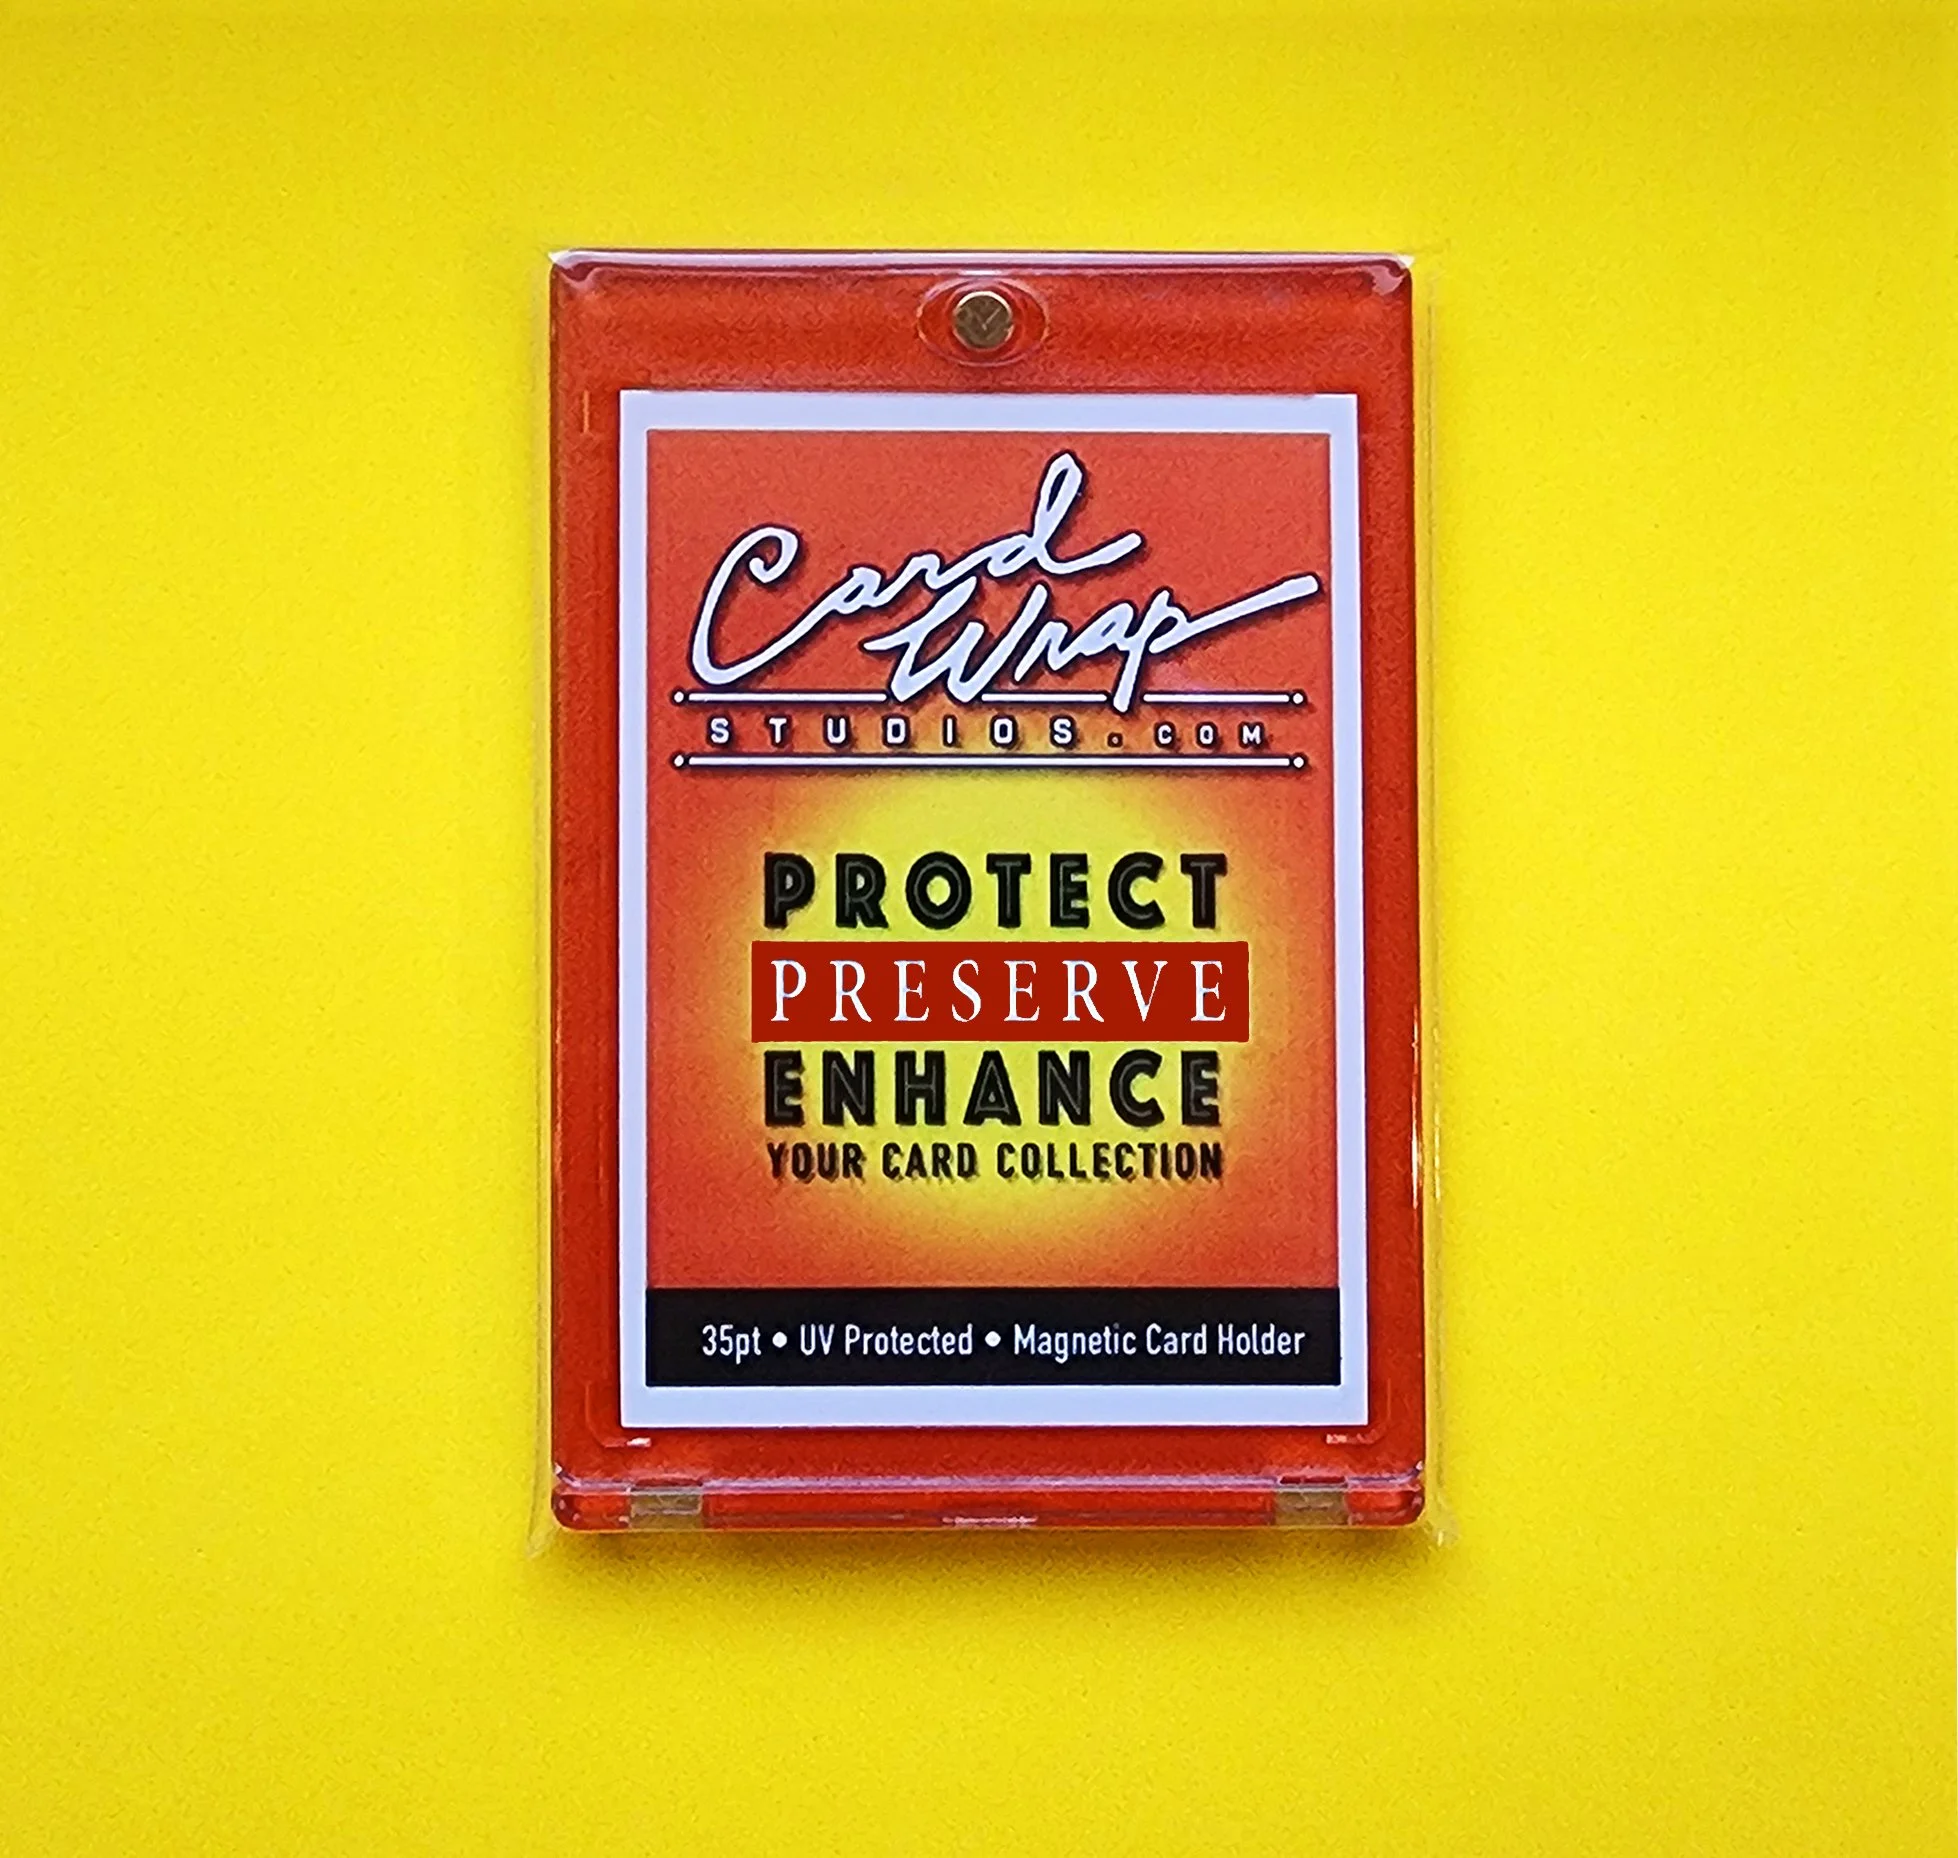 Card
Wrap
STUDIOS.COM
PROTECT
PRESERVE
ENHANCE
YOUR CARD COLLECTION
35pt • UV Protected • Magnetic Card Holder